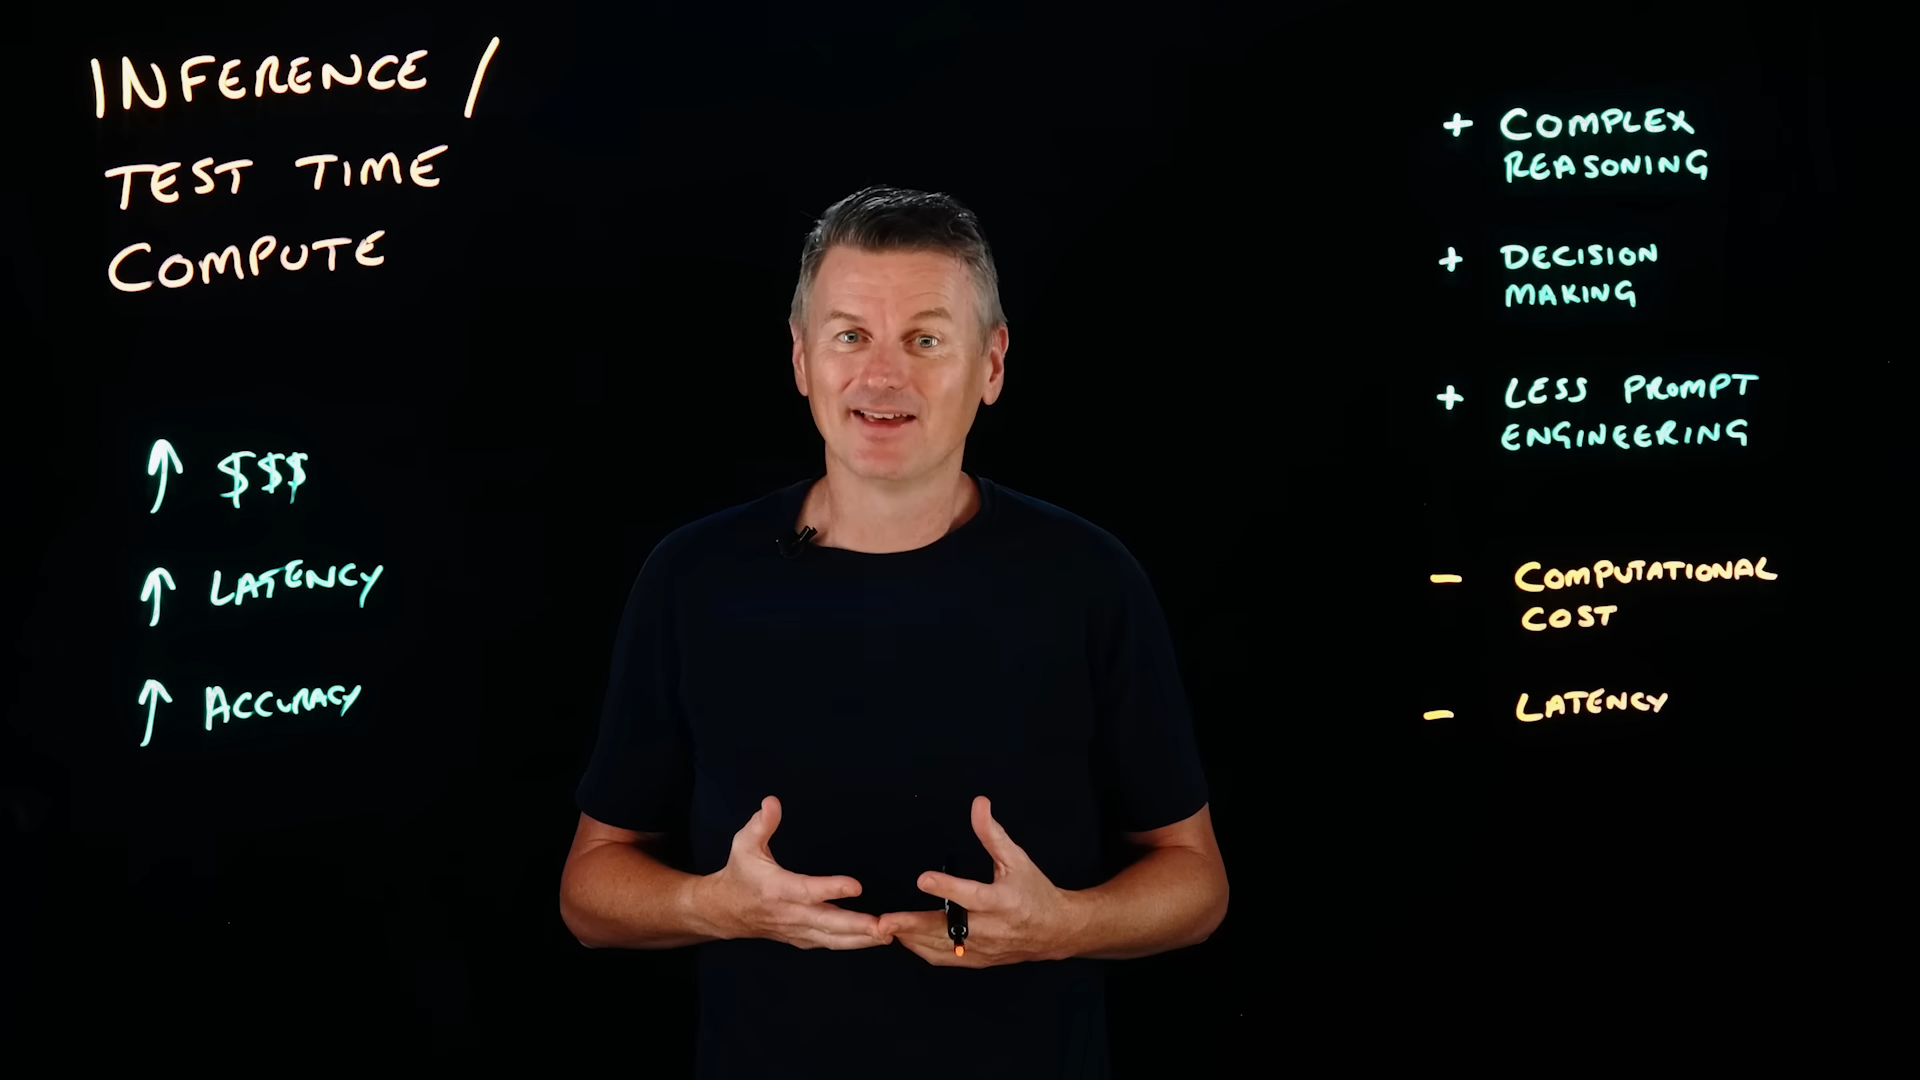 INFERENCE /
TEST TIME
COMPUTE
↑ $$$
↑ LATENCY
↑ ACCURACY
+ COMPLEX
REASONING
+ DECISION
MAKING
+ LESS PROMPT
ENGINEERING
- COMPUTATIONAL
COST
- LATENCY